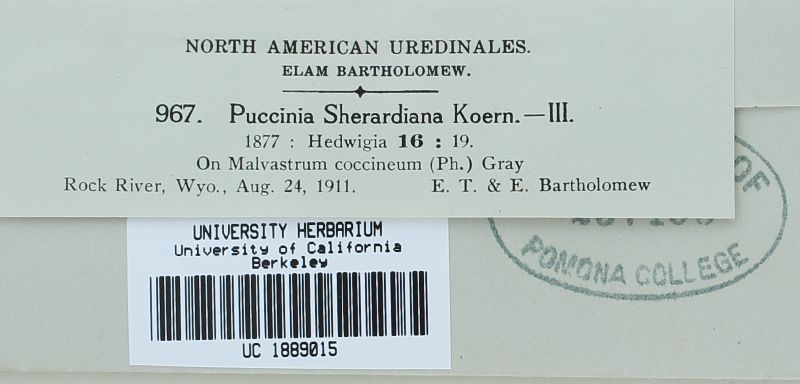 NORTH AMERICAN UREDINALES.
ELAM BARTHOLOMEW.
967. Puccinia Sherardiana Koern.—III.
1877 : Hedwigia 16 : 19.
On Malvastrum coccineum (Ph.) Gray
Rock River, Wyo., Aug. 24, 1911. E. T. & E. Bartholomew
OF
POMONA COLLEGE
UNIVERSITY HERBARIUM
University of California
Berkeley
UC 1889015